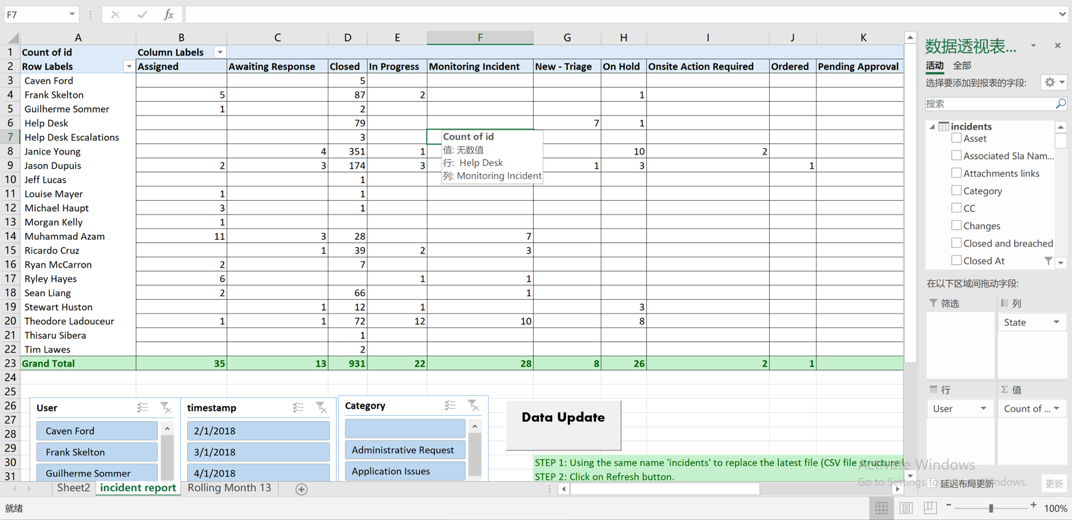 F7 fx
数据透视表...
A B C D E F G H I J K
1 Count of id Column Labels
2 Row Labels Assigned Awaiting Response Closed In Progress Monitoring Incident New - Triage On Hold Onsite Action Required Ordered Pending Approval
3 Caven Ford 5
4 Frank Skelton 5 87 2 1
5 Guilherme Sommer 1 2
6 Help Desk 79 7 1
7 Help Desk Escalations 3
8 Janice Young 4 351 1 10 2
9 Jason Dupuis 2 3 174 3 1 3 1
10 Jeff Lucas 1
11 Louise Mayer 1 1
12 Michael Haupt 3 1
13 Morgan Kelly 1
14 Muhammad Azam 11 3 28 7
15 Ricardo Cruz 1 39 2 3
16 Ryan McCarron 2 7
17 Ryley Hayes 6 1 1
18 Sean Liang 2 66 1
19 Stewart Huston 1 12 1 3
20 Theodore Ladouceur 1 1 72 12 10 8
21 Thisaru Sibera 1
22 Tim Lawes 2
23 Grand Total 35 13 931 22 28 8 26 2 1
24
25
26
27
28
29
30
31
Count of id
值: 无数值
行: Help Desk
列: Monitoring Incident
User
Caven Ford
Frank Skelton
Guilherme Sommer
timestamp
2/1/2018
3/1/2018
4/1/2018
Category
Administrative Request
Application Issues
Data Update
STEP 1: Using the same name 'incidents' to replace the latest file (CSV file structure
STEP 2: Click on Refresh button.
活动 全部
选择要添加到报表的字段:
搜索
incidents
Asset
Associated Sla Nam...
Attachments links
Category
CC
Changes
Closed and breached
Closed At
在以下区域间拖动字段:
筛选
列
State
行
User
Σ 值
Count of ...
Activate Windows
Go to Settings to activate Windows.
延迟布局更新 更新
Sheet2 incident report Rolling Month 13
就绪 100%